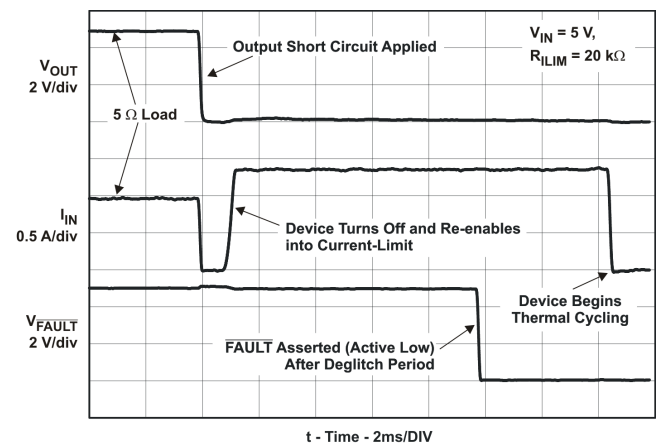 Output Short Circuit Applied
V_IN = 5 V,
R_ILIM = 20 kΩ
V_OUT
2 V/div
5 Ω Load
I_IN
0.5 A/div
Device Turns Off and Re-enables
into Current-Limit
V_FAULT
2 V/div
FAULT Asserted (Active Low)
After Deglitch Period
Device Begins
Thermal Cycling
t - Time - 2ms/DIV